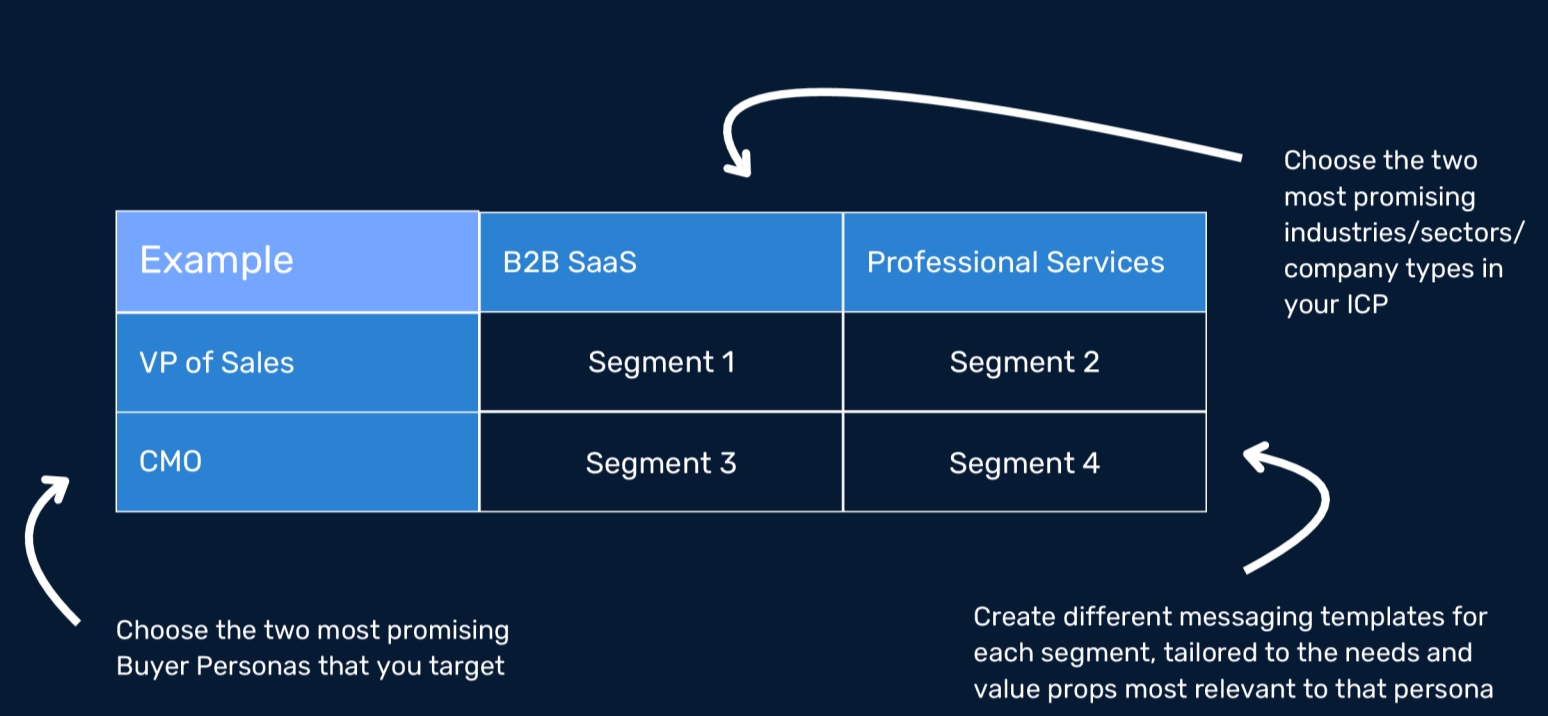 Choose the two
most promising
industries/sectors/
company types in
your ICP
Example
B2B SaaS
Professional Services
VP of Sales
Segment 1
Segment 2
CMO
Segment 3
Segment 4
Choose the two most promising
Buyer Personas that you target
Create different messaging templates for
each segment, tailored to the needs and
value props most relevant to that persona